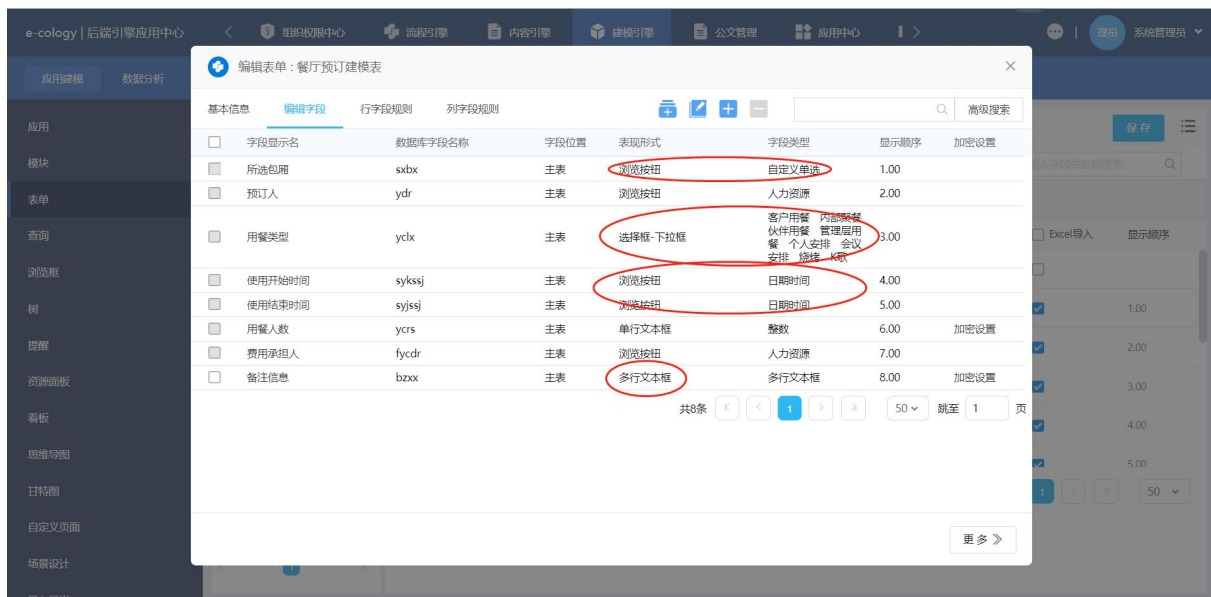 e-cology | 后端引擎应用中心
组织权限中心 流程引擎 内容引擎 建模引擎 公文管理 应用中心
理员 系统管理员
应用建模 数据分析
编辑表单 : 餐厅预订建模表
基本信息 编辑字段 行字段规则 列字段规则
高级搜索
保存
字段显示名 数据库字段名称 字段位置 表现形式 字段类型 显示顺序 加密设置
所选包厢 sxbx 主表 浏览按钮 自定义单选 1.00
预订人 ydr 主表 浏览按钮 人力资源 2.00
用餐类型 yclx 主表 选择框-下拉框
客户用餐 内部聚餐
伙伴用餐 管理层用
餐 个人安排 会议
安排 烧烤 K歌
3.00
使用开始时间 sykssj 主表 浏览按钮 日期时间 4.00
使用结束时间 syjssj 主表 浏览按钮 日期时间 5.00
用餐人数 ycrs 主表 单行文本框 整数 6.00 加密设置
费用承担人 fycdr 主表 浏览按钮 人力资源 7.00
备注信息 bzxx 主表 多行文本框 多行文本框 8.00 加密设置
共8条 1 50 跳至 1 页
更多
应用
模块
表单
查询
浏览框
树
提醒
资源面板
看板
思维导图
甘特图
自定义页面
场景设计
Excel导入 显示顺序
1.00
2.00
3.00
4.00
5.00
1 50
1